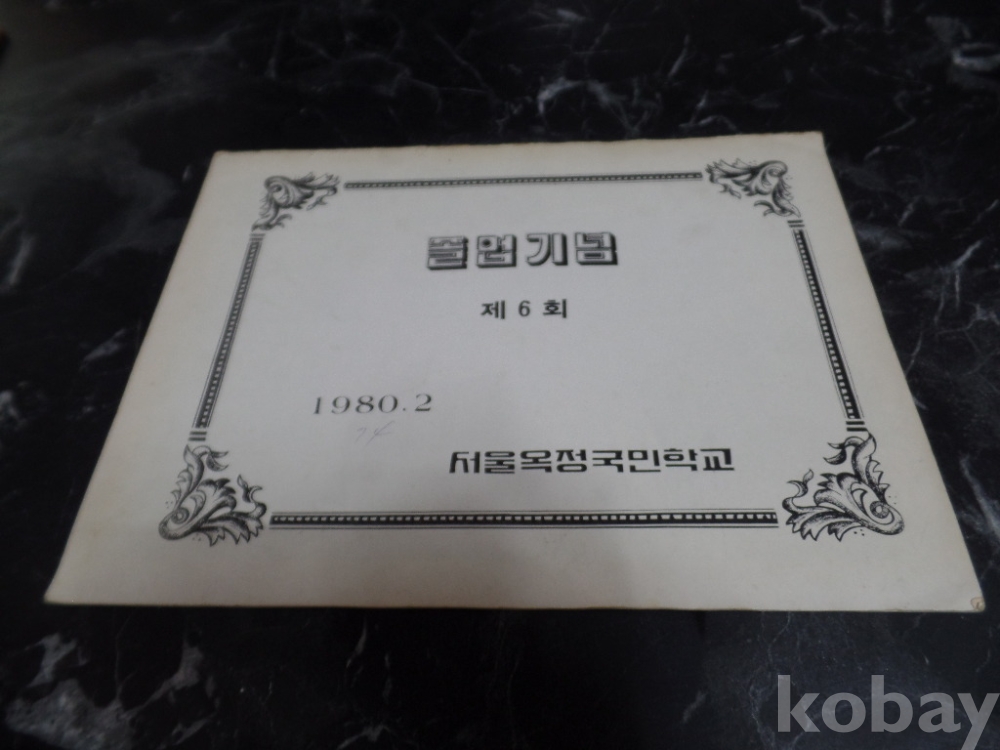 졸업기념
제 6 회
1980.2
서울옥정국민학교
kobay